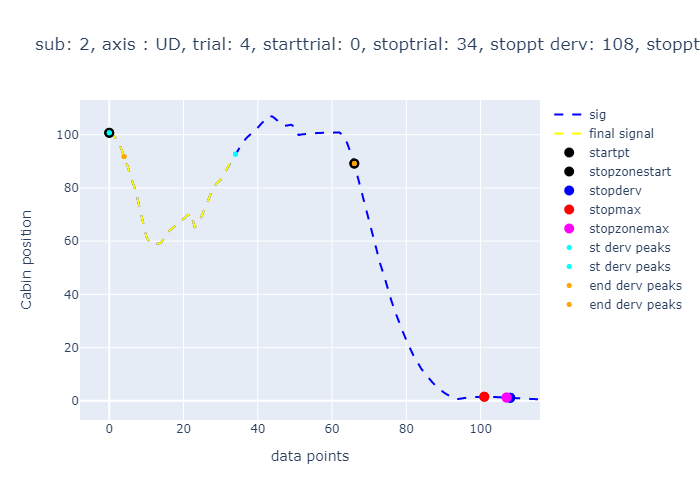 sub: 2, axis : UD, trial: 4, starttrial: 0, stoptrial: 34, stoppt derv: 108, stoppt
sig
final signal
startpt
stopzonestart
stopderv
stopmax
stopzonemax
st derv peaks
st derv peaks
end derv peaks
end derv peaks
Cabin position
100
80
60
40
20
0
0 20 40 60 80 100
data points